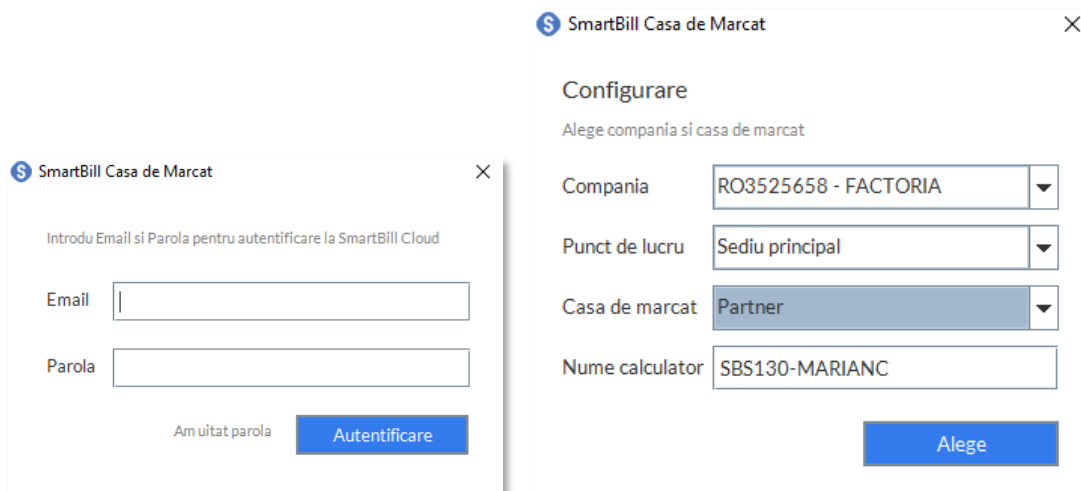 SmartBill Casa de Marcat
Introdu Email si Parola pentru autentificare la SmartBill Cloud
Email
Parola
Am uitat parola
Autentificare
SmartBill Casa de Marcat
Configurare
Alege compania si casa de marcat
Compania RO3525658 - FACTORIA
Punct de lucru Sediu principal
Casa de marcat Partner
Nume calculator SBS130-MARIANC
Alege